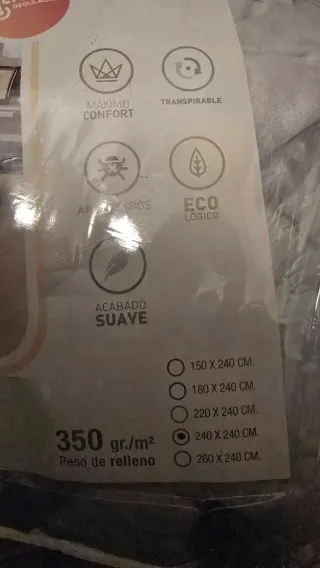 MÁXIMO
CONFORT
TRANSPIRABLE
ECO
LÓGICO
ACABADO
SUAVE
150 X 240 CM.
180 X 240 CM.
220 X 240 CM.
240 X 240 CM.
260 X 240 CM.
350 gr./m²
Peso de relleno